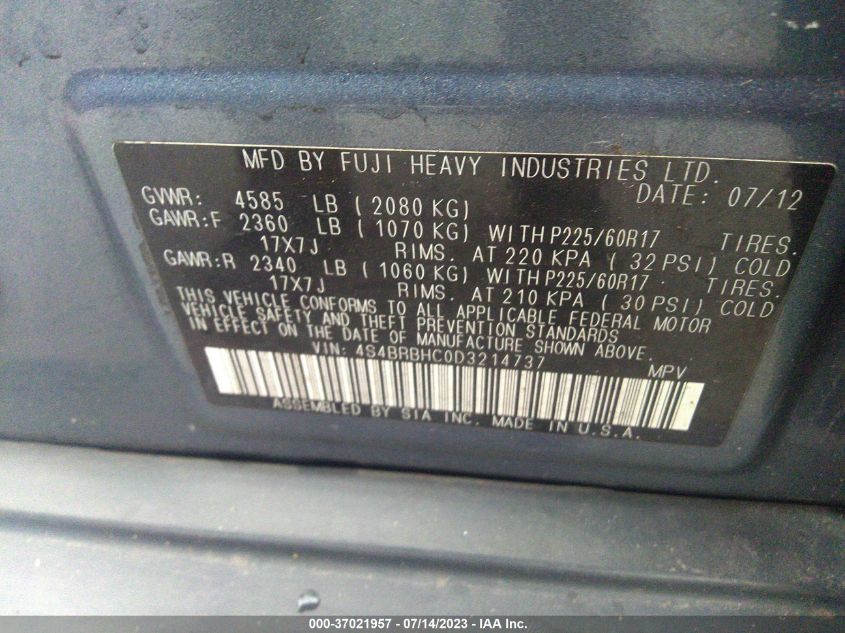 MFD BY FUJI HEAVY INDUSTRIES LTD.
DATE: 07/12
GVWR: 4585 LB ( 2080 KG)
GAWR:F 2360 LB ( 1070 KG) WITH P225/60R17 TIRES.
17X7J RIMS. AT 220 KPA ( 32 PSI) COLD
GAWR:R 2340 LB ( 1060 KG) WITH P225/60R17 TIRES.
17X7J RIMS. AT 210 KPA ( 30 PSI) COLD
THIS VEHICLE CONFORMS TO ALL APPLICABLE FEDERAL MOTOR
VEHICLE SAFETY AND THEFT PREVENTION STANDARDS
IN EFFECT ON THE DATE OF MANUFACTURE SHOWN ABOVE.
VIN: 4S4BRBHC0D3214737 MPV
ASSEMBLED BY SIA INC. MADE IN U.S.A.
000-37021957 - 07/14/2023 - IAA Inc.